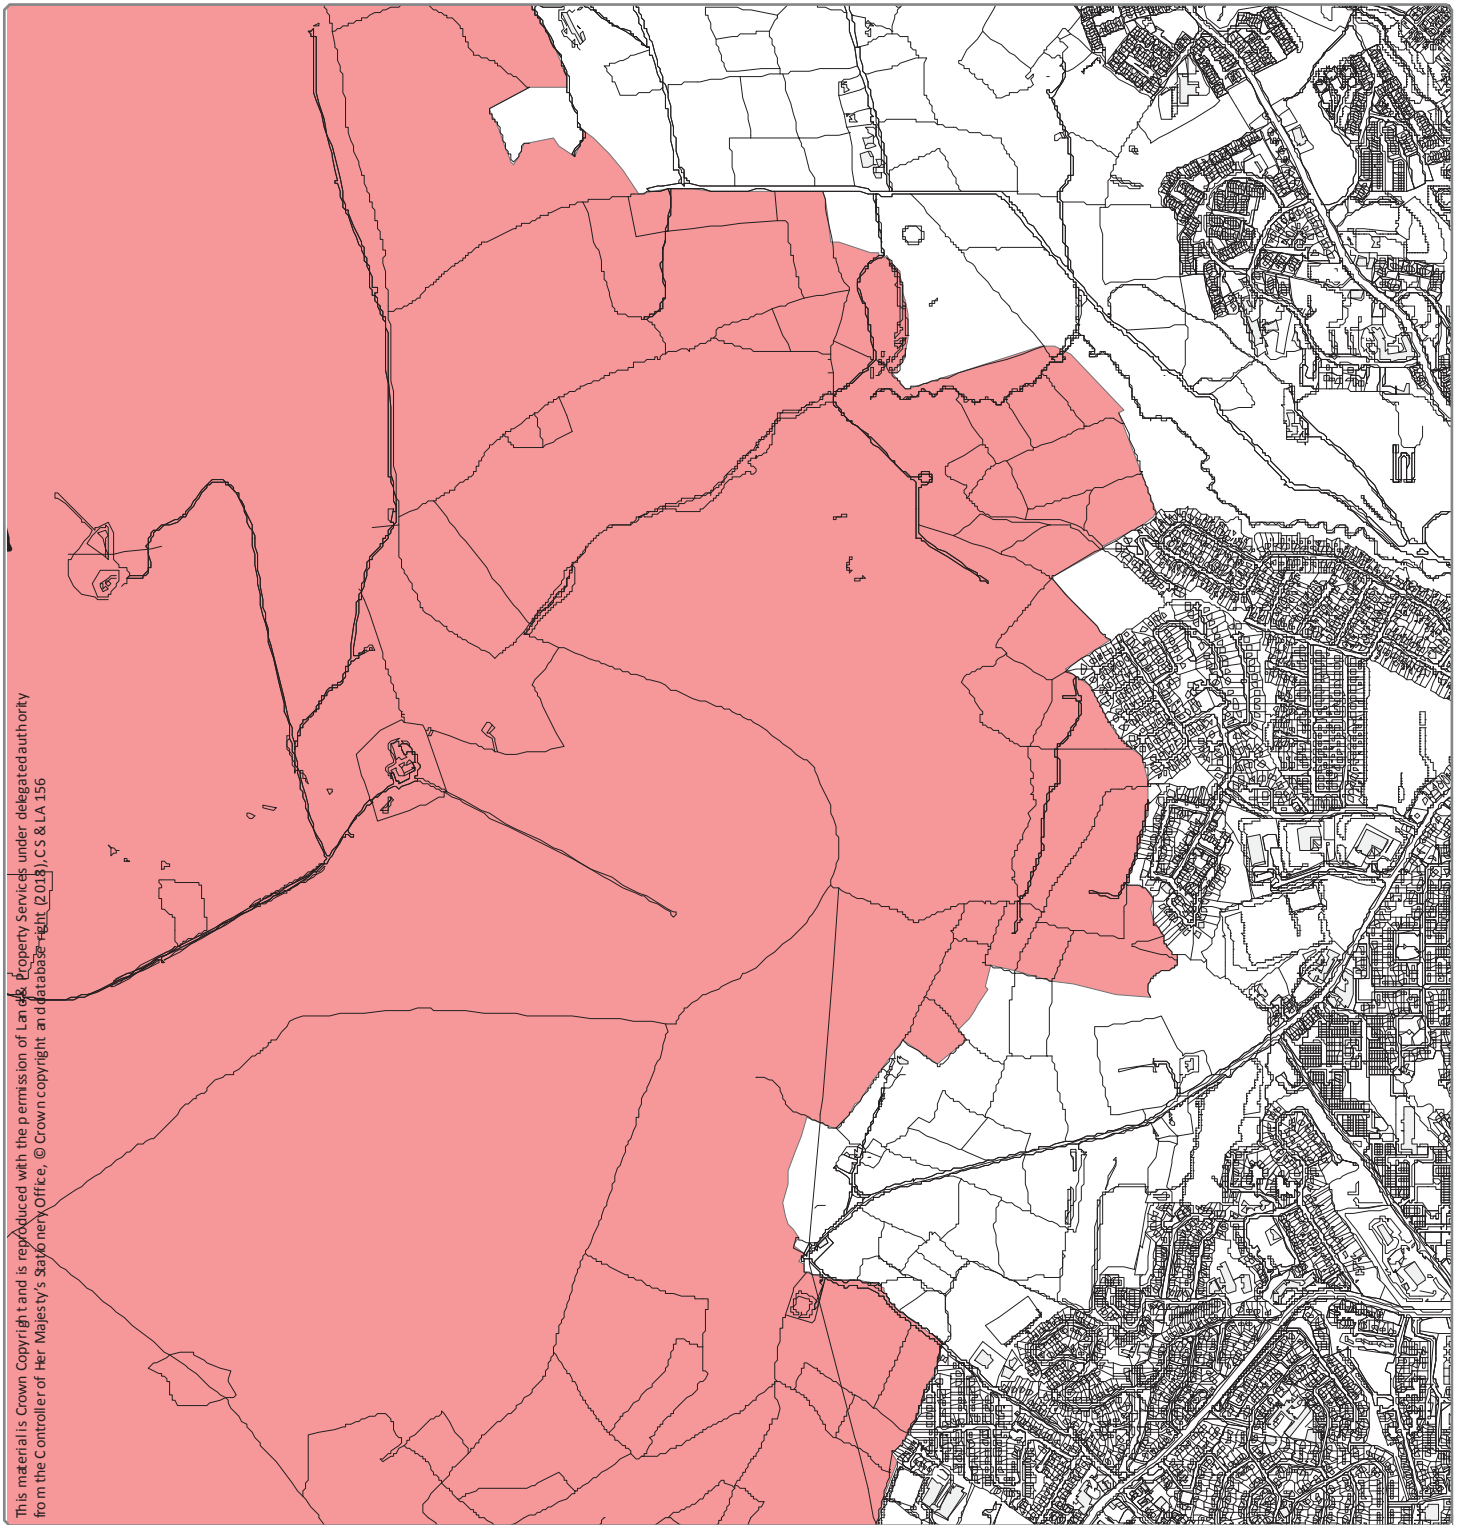 This material is Crown Copyright and is reproduced with the permission of Land & Property Services under delegated authority
from the Controller of Her Majesty's Stationery Office, © Crown copyright and database right (2018), CS & LA 156